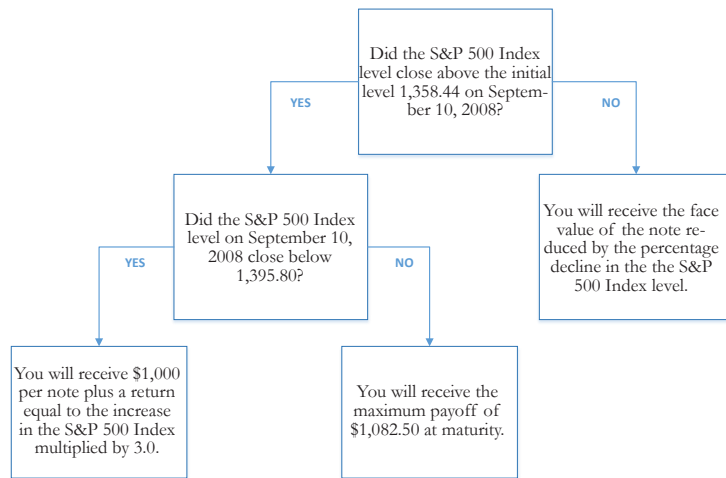 Did the S&P 500 Index
level close above the initial
level 1,358.44 on Septem-
ber 10, 2008?
YES
NO
Did the S&P 500 Index
level on September 10,
2008 close below
1,395.80?
You will receive the face
value of the note re-
duced by the percentage
decline in the the S&P
500 Index level.
YES
NO
You will receive $1,000
per note plus a return
equal to the increase
in the S&P 500 Index
multiplied by 3.0.
You will receive the
maximum payoff of
$1,082.50 at maturity.